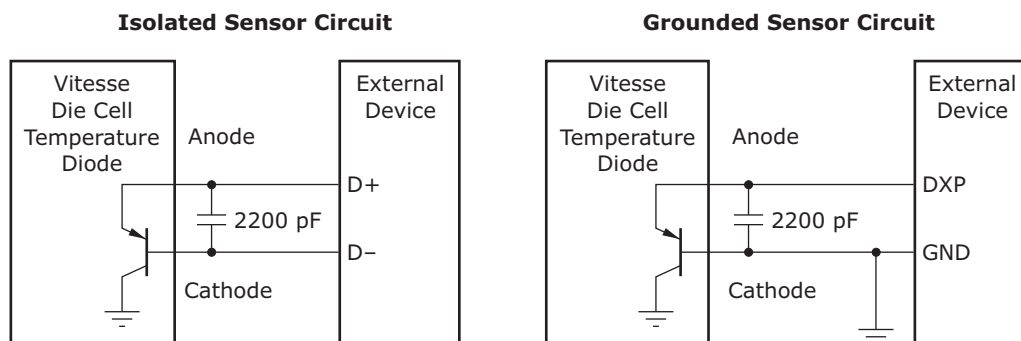 Isolated Sensor Circuit
Vitesse
Die Cell
Temperature
Diode
Anode
External
Device
D+
2200 pF
D–
Cathode
Grounded Sensor Circuit
Vitesse
Die Cell
Temperature
Diode
Anode
External
Device
DXP
2200 pF
GND
Cathode